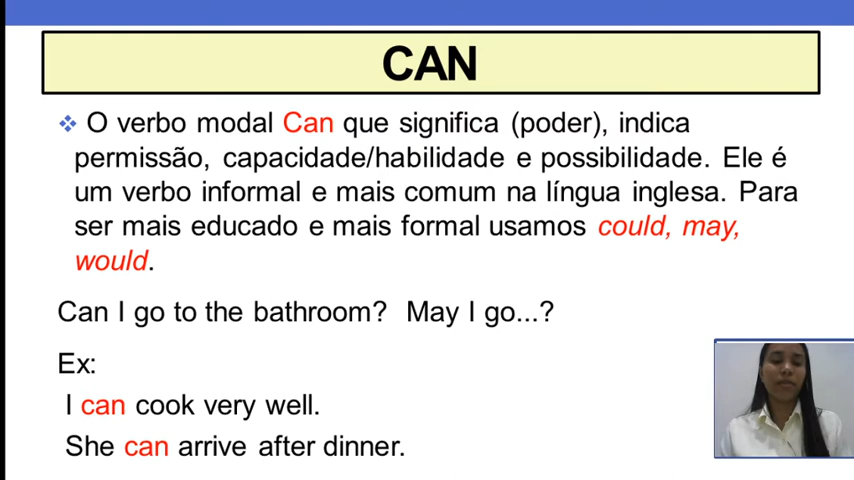 CAN
❖ O verbo modal Can que significa (poder), indica
permissão, capacidade/habilidade e possibilidade. Ele é
um verbo informal e mais comum na língua inglesa. Para
ser mais educado e mais formal usamos could, may,
would.
Can I go to the bathroom? May I go...?
Ex:
I can cook very well.
She can arrive after dinner.